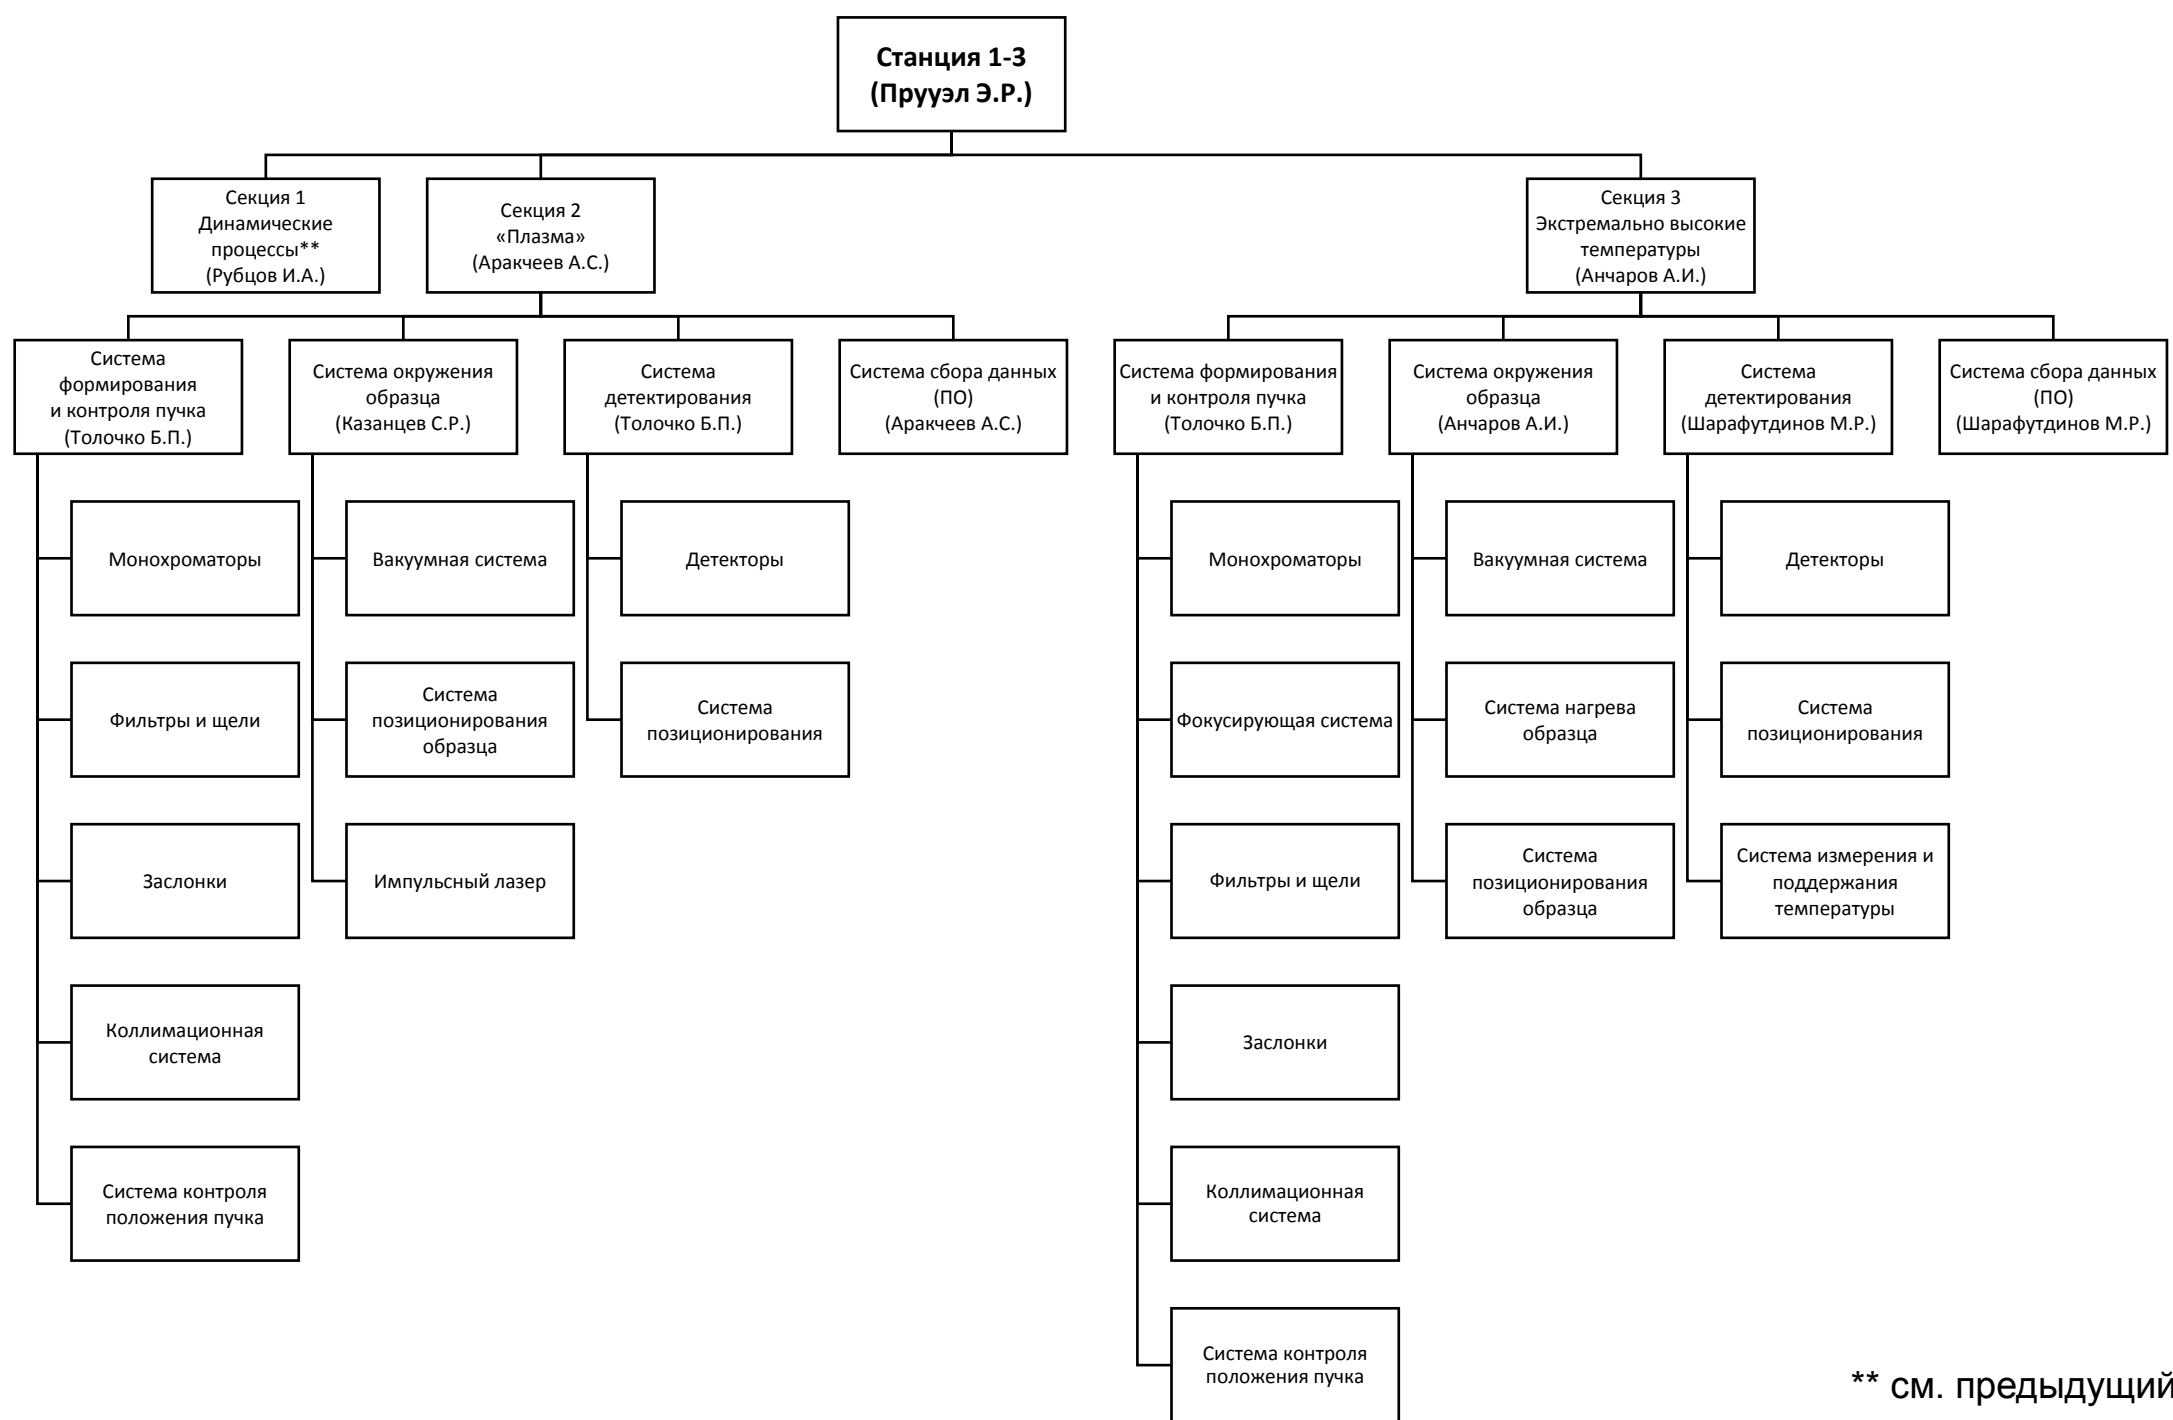 Станция 1-3
(Прууэл Э.Р.)
Секция 1
Динамические
процессы**
(Рубцов И.А.)
Секция 2
«Плазма»
(Аракчеев А.С.)
Секция 3
Экстремально высокие
температуры
(Анчаров А.И.)
Система
формирования
и контроля пучка
(Толочко Б.П.)
Система окружения
образца
(Казанцев С.Р.)
Система
детектирования
(Толочко Б.П.)
Система сбора данных
(ПО)
(Аракчеев А.С.)
Система формирования
и контроля пучка
(Толочко Б.П.)
Система окружения
образца
(Анчаров А.И.)
Система
детектирования
(Шарафутдинов М.Р.)
Система сбора данных
(ПО)
(Шарафутдинов М.Р.)
Монохроматоры
Вакуумная система
Детекторы
Монохроматоры
Вакуумная система
Детекторы
Фильтры и щели
Система
позиционирования
образца
Система
позиционирования
Фокусирующая система
Система нагрева
образца
Система
позиционирования
Заслонки
Импульсный лазер
Фильтры и щели
Система
позиционирования
образца
Система измерения и
поддержания
температуры
Коллимационная
система
Заслонки
Система контроля
положения пучка
Коллимационная
система
Система контроля
положения пучка
** см. предыдущий